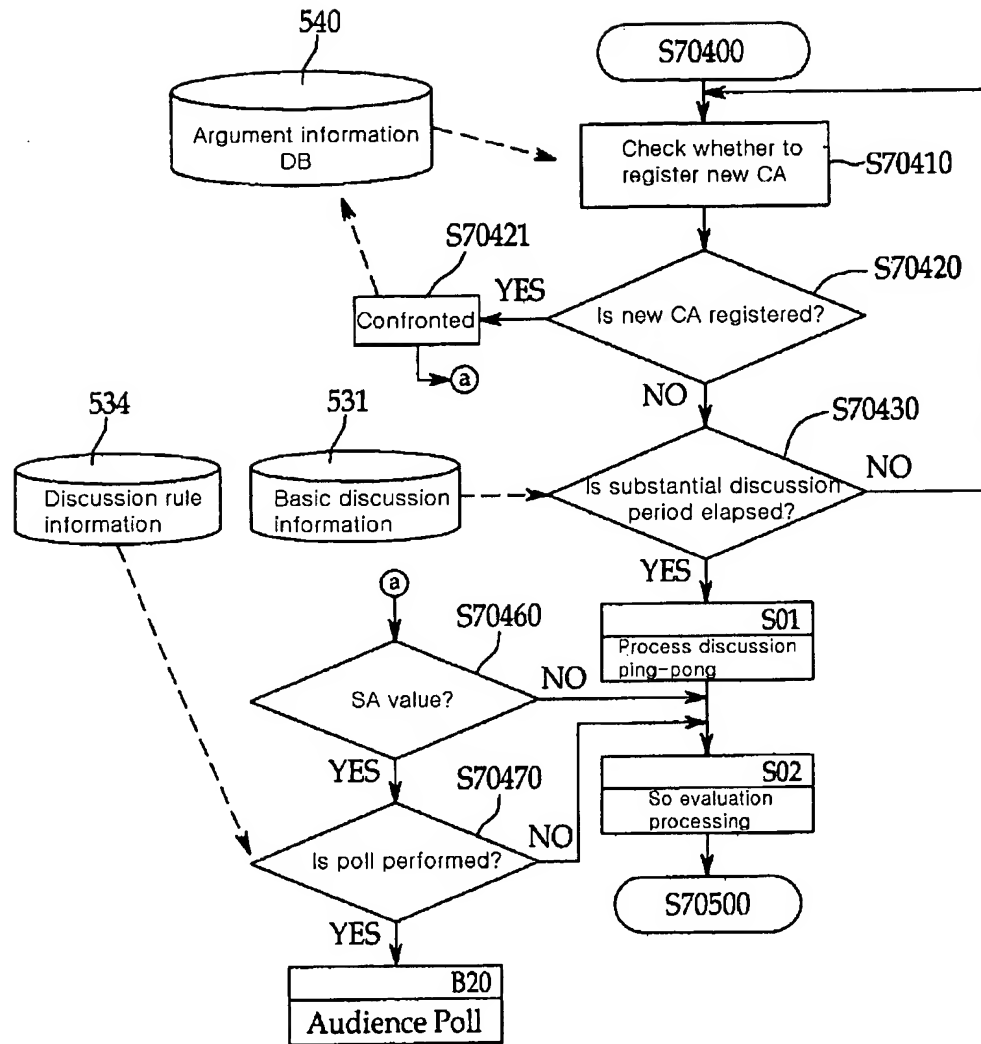 540
S70400
Argument information
DB
Check whether to
register new CA
S70410
S70421
S70420
YES
Confronted
Is new CA registered?
a
NO
534
531
S70430
NO
Discussion rule
information
Basic discussion
information
Is substantial discussion
period elapsed?
YES
a
S70460
S01
Process discussion
ping-pong
SA value?
NO
YES
S70470
S02
So evaluation
processing
Is poll performed?
NO
S70500
YES
B20
Audience Poll